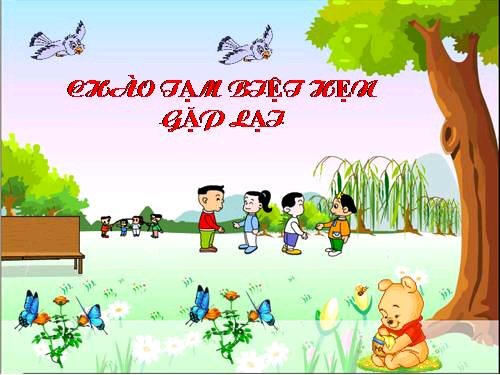 CHÀO TẠM BIỆT HẸN
GẶP LẠI